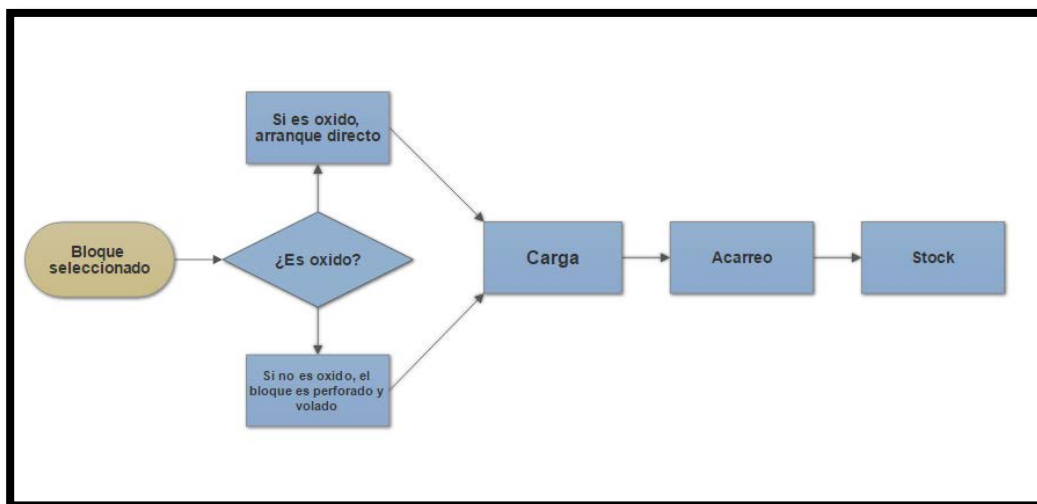 Bloque
seleccionado
¿Es oxido?
Si es oxido,
arranque directo
Si no es oxido, el
bloque es perforado y
volado
Carga
Acarreo
Stock